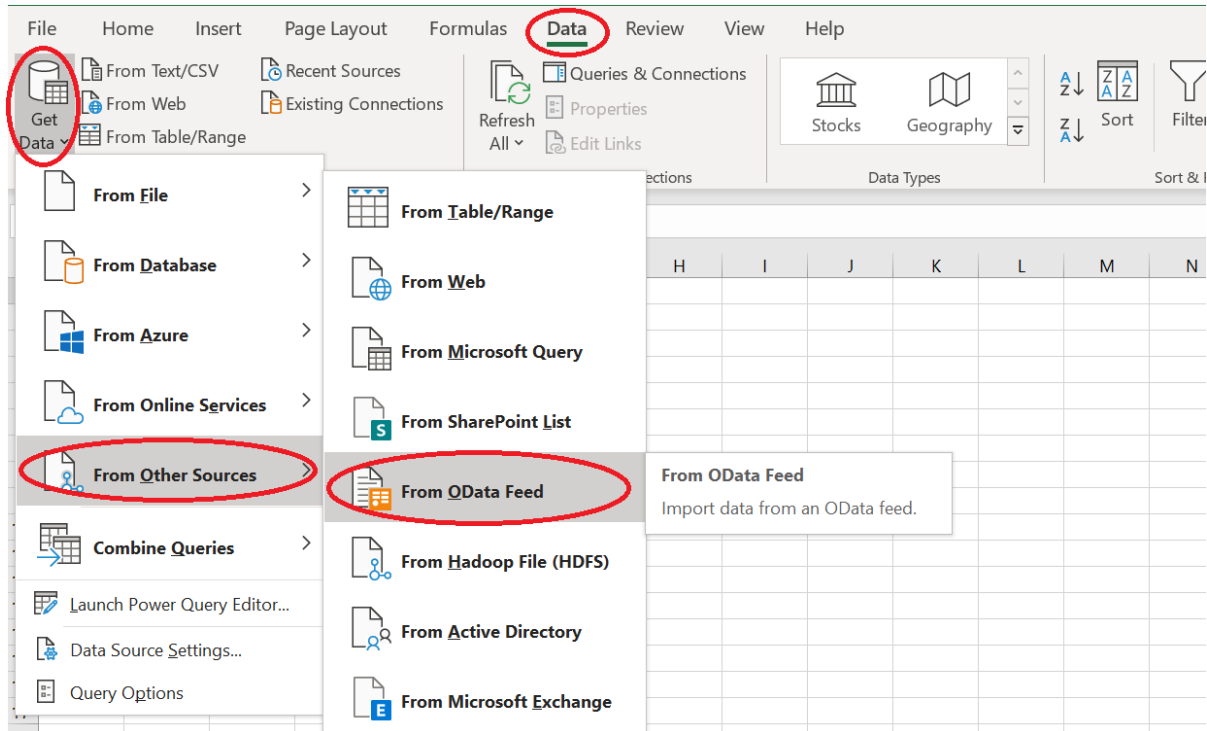 File Home Insert Page Layout Formulas Data Review View Help
Get Data
From Text/CSV
From Web
From Table/Range
Recent Sources
Existing Connections
Refresh All
Queries & Connections
Properties
Edit Links
Stocks
Geography
Data Types
Sort
Sort &
From File
From Database
From Azure
From Online Services
From Other Sources
Combine Queries
Launch Power Query Editor...
Data Source Settings...
Query Options
From Table/Range
From Web
From Microsoft Query
From SharePoint List
From OData Feed
From Hadoop File (HDFS)
From Active Directory
From Microsoft Exchange
From OData Feed
Import data from an OData feed.
H I J K L M N